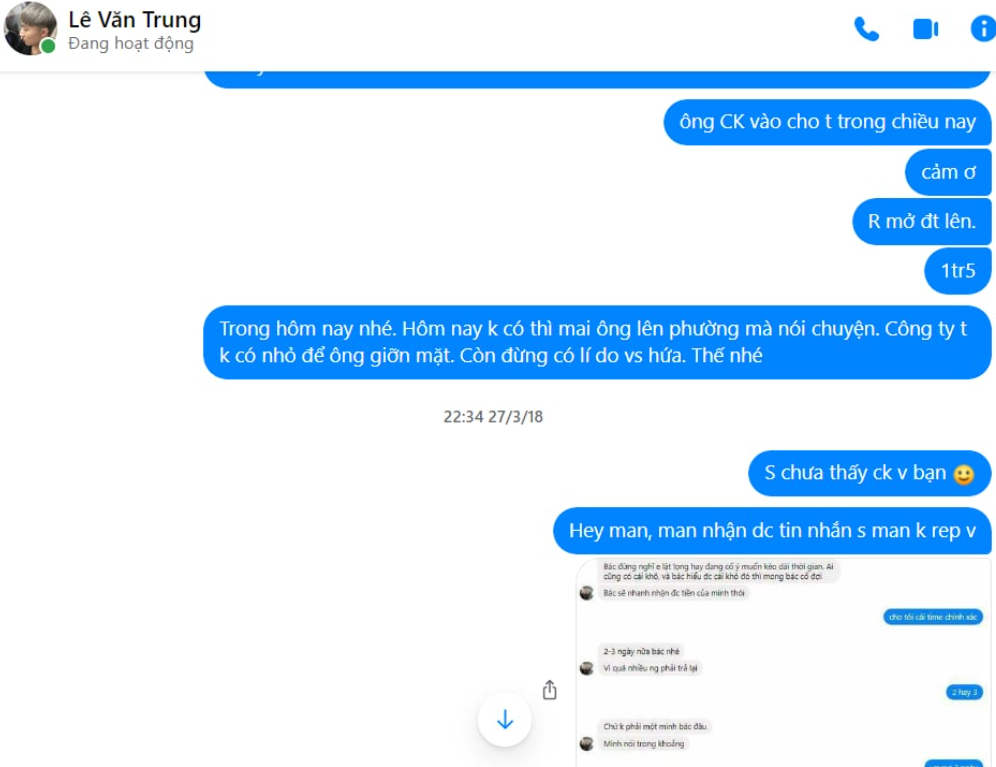 Lê Văn Trung
Đang hoạt động
ông CK vào cho t trong chiều nay
cảm ơ
R mở đt lên.
1tr5
Trong hôm nay nhé. Hôm nay k có thì mai ông lên phường mà nói chuyện. Công ty t
k có nhỏ để ông giỡn mặt. Còn đừng có lí do vs hứa. Thế nhé
22:34 27/3/18
S chưa thấy ck v bạn
Hey man, man nhận dc tin nhắn s man k rep v
Bác đừng nghĩ e lật lọng hay đang cố ý muốn kéo dài thời gian. Ai
cũng có cái khó, và bác hiểu đc cái khó đó thì mong bác cố đợi
Bác sẽ nhanh nhận đc tiền của mình thôi
cho tôi cái time chính xác
2-3 ngày nữa bác nhé
Vì quá nhiều ng phải trả lại
2 hay 3
Chứ k phải một mình bác đâu
Mình nói trong khoảng